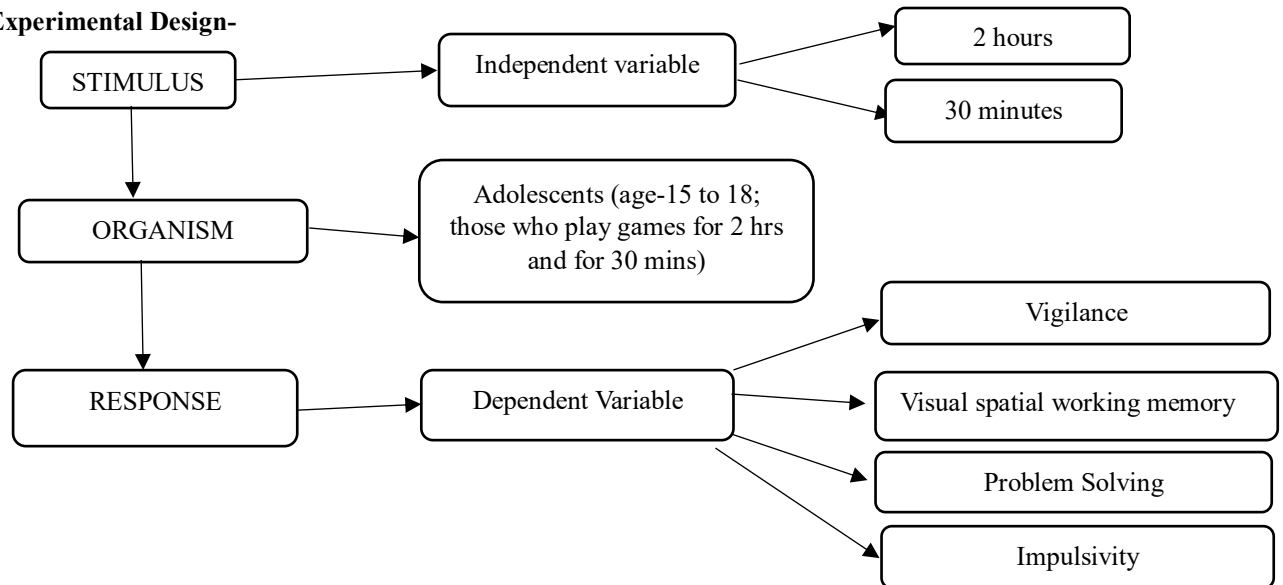 Experimental Design-
STIMULUS
Independent variable
2 hours
30 minutes
ORGANISM
Adolescents (age-15 to 18;
those who play games for 2 hrs
and for 30 mins)
RESPONSE
Dependent Variable
Vigilance
Visual spatial working memory
Problem Solving
Impulsivity